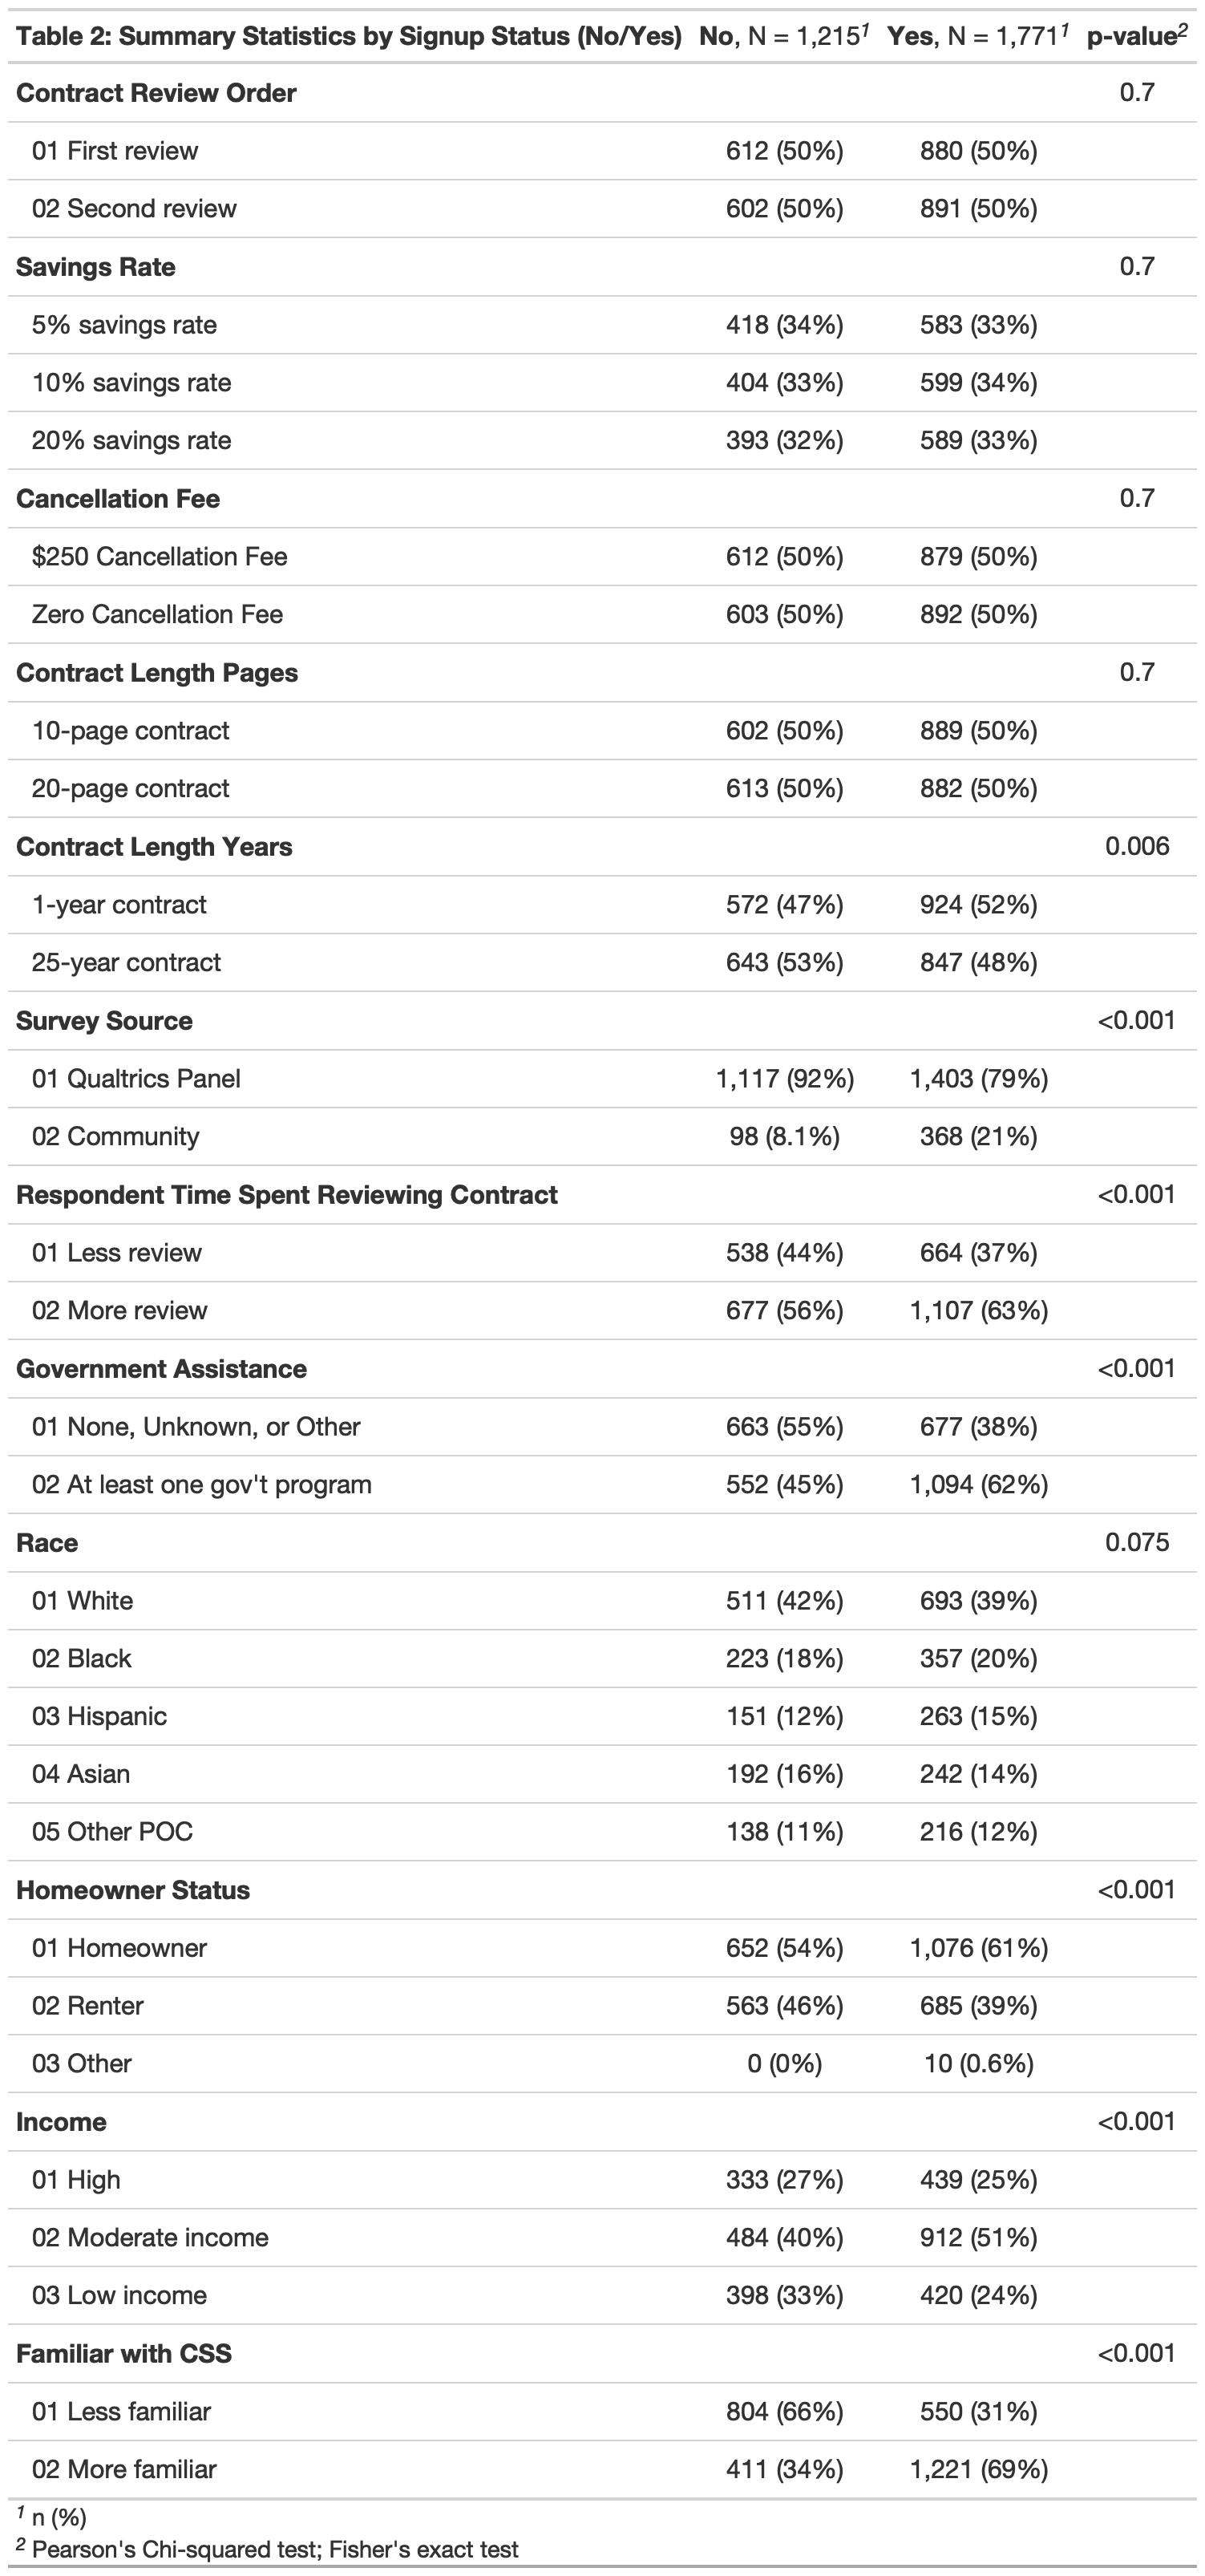 Table 2: Summary Statistics by Signup Status (No/Yes) No, N = 1,215¹ Yes, N = 1,771¹ p-value²
Contract Review Order 0.7
01 First review 612 (50%) 880 (50%)
02 Second review 602 (50%) 891 (50%)
Savings Rate 0.7
5% savings rate 418 (34%) 583 (33%)
10% savings rate 404 (33%) 599 (34%)
20% savings rate 393 (32%) 589 (33%)
Cancellation Fee 0.7
$250 Cancellation Fee 612 (50%) 879 (50%)
Zero Cancellation Fee 603 (50%) 892 (50%)
Contract Length Pages 0.7
10-page contract 602 (50%) 889 (50%)
20-page contract 613 (50%) 882 (50%)
Contract Length Years 0.006
1-year contract 572 (47%) 924 (52%)
25-year contract 643 (53%) 847 (48%)
Survey Source <0.001
01 Qualtrics Panel 1,117 (92%) 1,403 (79%)
02 Community 98 (8.1%) 368 (21%)
Respondent Time Spent Reviewing Contract <0.001
01 Less review 538 (44%) 664 (37%)
02 More review 677 (56%) 1,107 (63%)
Government Assistance <0.001
01 None, Unknown, or Other 663 (55%) 677 (38%)
02 At least one gov't program 552 (45%) 1,094 (62%)
Race 0.075
01 White 511 (42%) 693 (39%)
02 Black 223 (18%) 357 (20%)
03 Hispanic 151 (12%) 263 (15%)
04 Asian 192 (16%) 242 (14%)
05 Other POC 138 (11%) 216 (12%)
Homeowner Status <0.001
01 Homeowner 652 (54%) 1,076 (61%)
02 Renter 563 (46%) 685 (39%)
03 Other 0 (0%) 10 (0.6%)
Income <0.001
01 High 333 (27%) 439 (25%)
02 Moderate income 484 (40%) 912 (51%)
03 Low income 398 (33%) 420 (24%)
Familiar with CSS <0.001
01 Less familiar 804 (66%) 550 (31%)
02 More familiar 411 (34%) 1,221 (69%)
¹ n (%)
² Pearson's Chi-squared test; Fisher's exact test